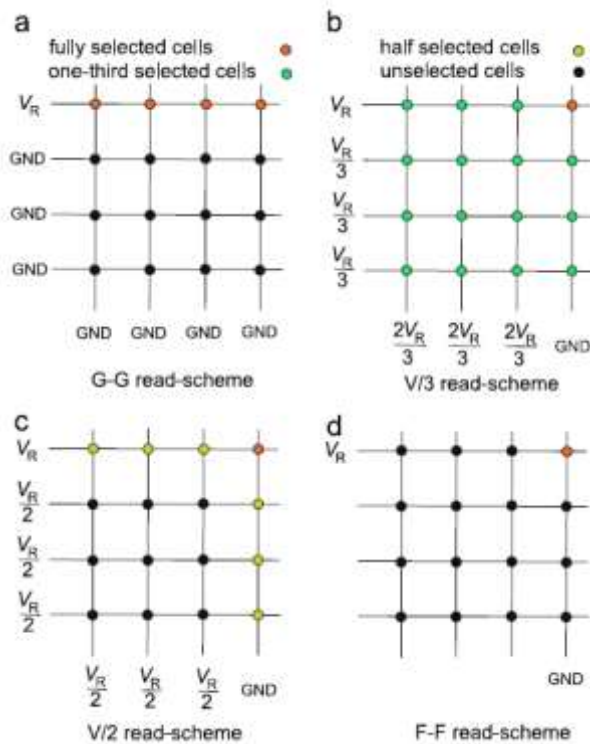 a
fully selected cells
one-third selected cells
V_R
GND
GND
GND
GND GND GND GND
G-G read-scheme
b
half selected cells
unselected cells
V_R
V_R/3
V_R/3
V_R/3
2V_R/3 2V_R/3 2V_R/3 GND
V/3 read-scheme
c
V_R
V_R/2
V_R/2
V_R/2
V_R/2 V_R/2 V_R/2 GND
V/2 read-scheme
d
V_R
GND
F-F read-scheme